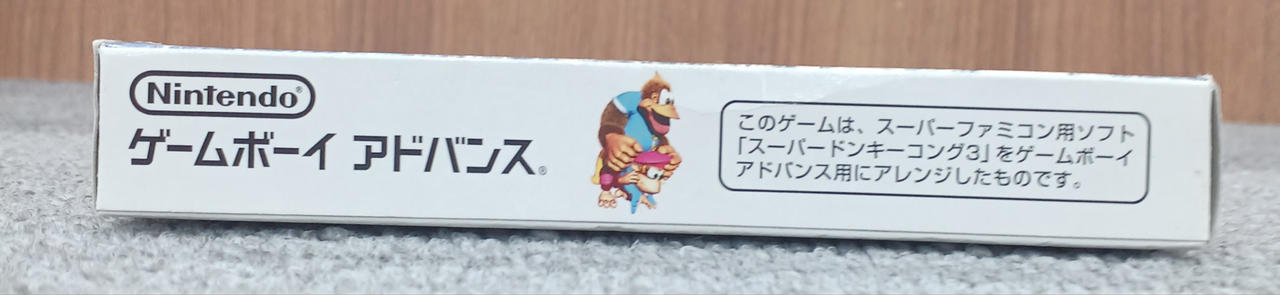 Nintendo®
ゲームボーイ アドバンス®
このゲームは、スーパーファミコン用ソフト
「スーパードンキーコング3」をゲームボーイ
アドバンス用にアレンジしたものです。